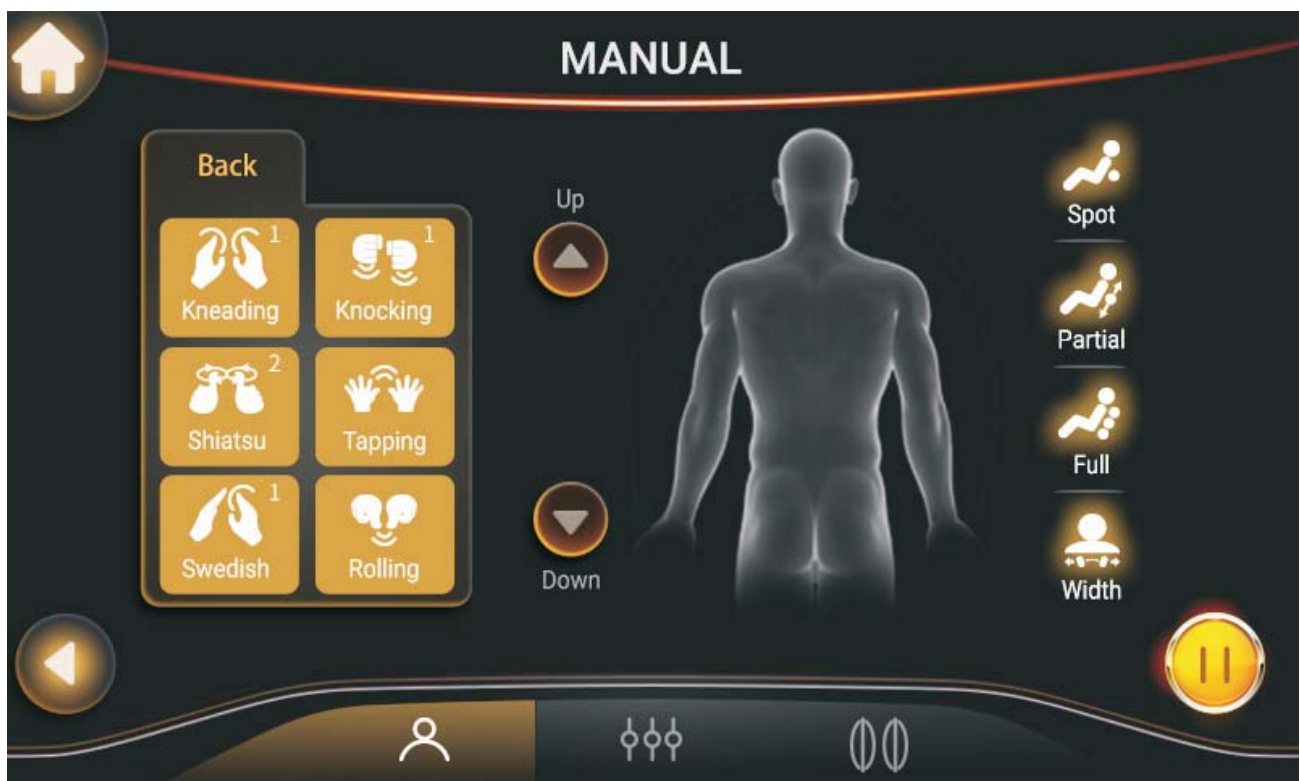 MANUAL
Back
Kneading 1
Knocking 1
Shiatsu 2
Tapping
Swedish 1
Rolling
Up
Down
Spot
Partial
Full
Width